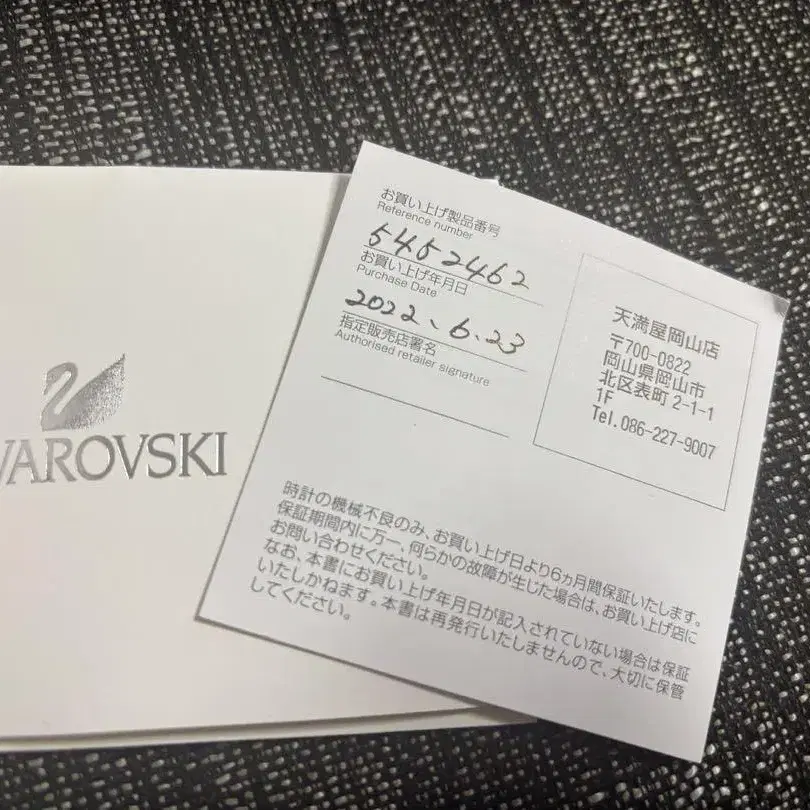 VAROVSKI
お買い上げ製品番号
Reference number
5452462
お買い上げ年月日
Purchase Date
2022、6.23
指定販売店署名
Authorised retailer signature
天満屋岡山店
〒700-0822
岡山県岡山市
北区表町 2-1-1
1F
Tel.086-227-9007
時計の機械不良のみ、お買い上げ日より6ヵ月間保証いたします。
保証期間内に万一、何らかの故障が生じた場合は、お買い上げ店に
お問い合わせください。
なお、本書にお買い上げ年月日が記入されていない場合は保証
いたしかねます。本書は再発行いたしませんので、大切に保管
してください。